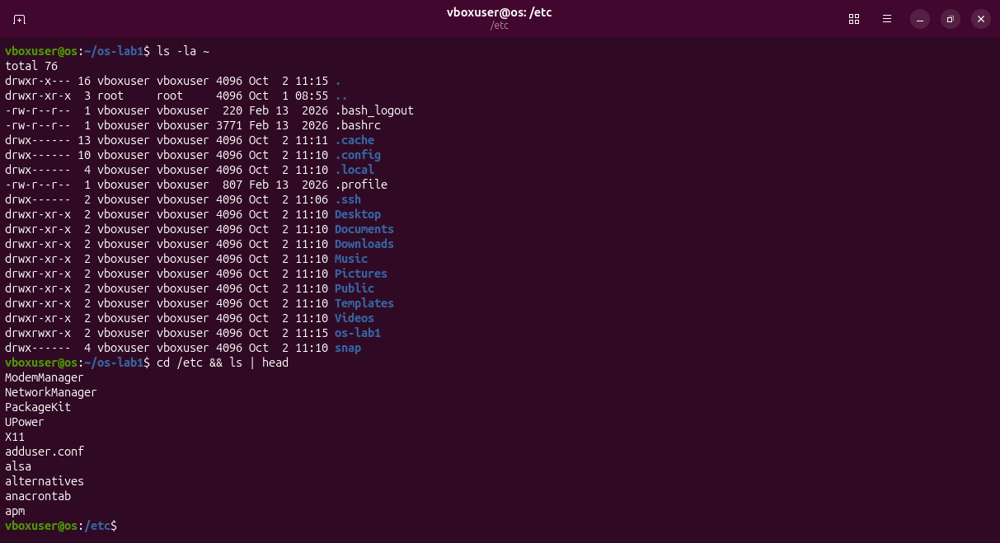 vboxuser@os: /etc
/etc
vboxuser@os:~/os-lab1$ ls -la ~
total 76
drwxr-x--- 16 vboxuser vboxuser 4096 Oct  2 11:15 .
drwxr-xr-x  3 root     root     4096 Oct  1 08:55 ..
-rw-r--r--  1 vboxuser vboxuser  220 Feb 13  2026 .bash_logout
-rw-r--r--  1 vboxuser vboxuser 3771 Feb 13  2026 .bashrc
drwx------ 13 vboxuser vboxuser 4096 Oct  2 11:11 .cache
drwx------ 10 vboxuser vboxuser 4096 Oct  2 11:10 .config
drwx------  4 vboxuser vboxuser 4096 Oct  2 11:10 .local
-rw-r--r--  1 vboxuser vboxuser  807 Feb 13  2026 .profile
drwx------  2 vboxuser vboxuser 4096 Oct  2 11:06 .ssh
drwxr-xr-x  2 vboxuser vboxuser 4096 Oct  2 11:10 Desktop
drwxr-xr-x  2 vboxuser vboxuser 4096 Oct  2 11:10 Documents
drwxr-xr-x  2 vboxuser vboxuser 4096 Oct  2 11:10 Downloads
drwxr-xr-x  2 vboxuser vboxuser 4096 Oct  2 11:10 Music
drwxr-xr-x  2 vboxuser vboxuser 4096 Oct  2 11:10 Pictures
drwxr-xr-x  2 vboxuser vboxuser 4096 Oct  2 11:10 Public
drwxr-xr-x  2 vboxuser vboxuser 4096 Oct  2 11:10 Templates
drwxr-xr-x  2 vboxuser vboxuser 4096 Oct  2 11:10 Videos
drwxrwxr-x  2 vboxuser vboxuser 4096 Oct  2 11:15 os-lab1
drwx------  4 vboxuser vboxuser 4096 Oct  2 11:10 snap
vboxuser@os:~/os-lab1$ cd /etc && ls | head
ModemManager
NetworkManager
PackageKit
UPower
X11
adduser.conf
alsa
alternatives
anacrontab
apm
vboxuser@os:/etc$